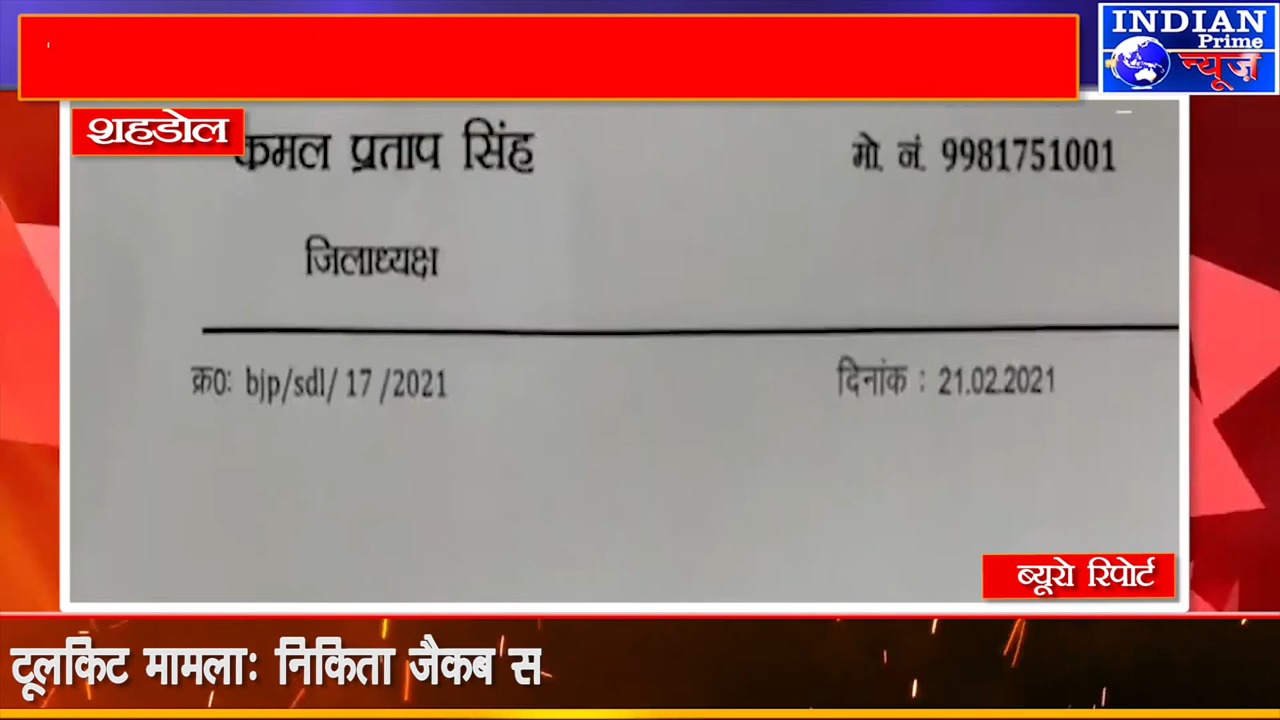 INDIAN
Prime
न्यूज़
शहडोल
कमल प्रताप सिंह
मो. नं. 9981751001
जिलाध्यक्ष
क्र0: bjp/sdl/ 17 /2021
दिनांक : 21.02.2021
ब्यूरो रिपोर्ट
टूलकिट मामलाः निकिता जैकब स